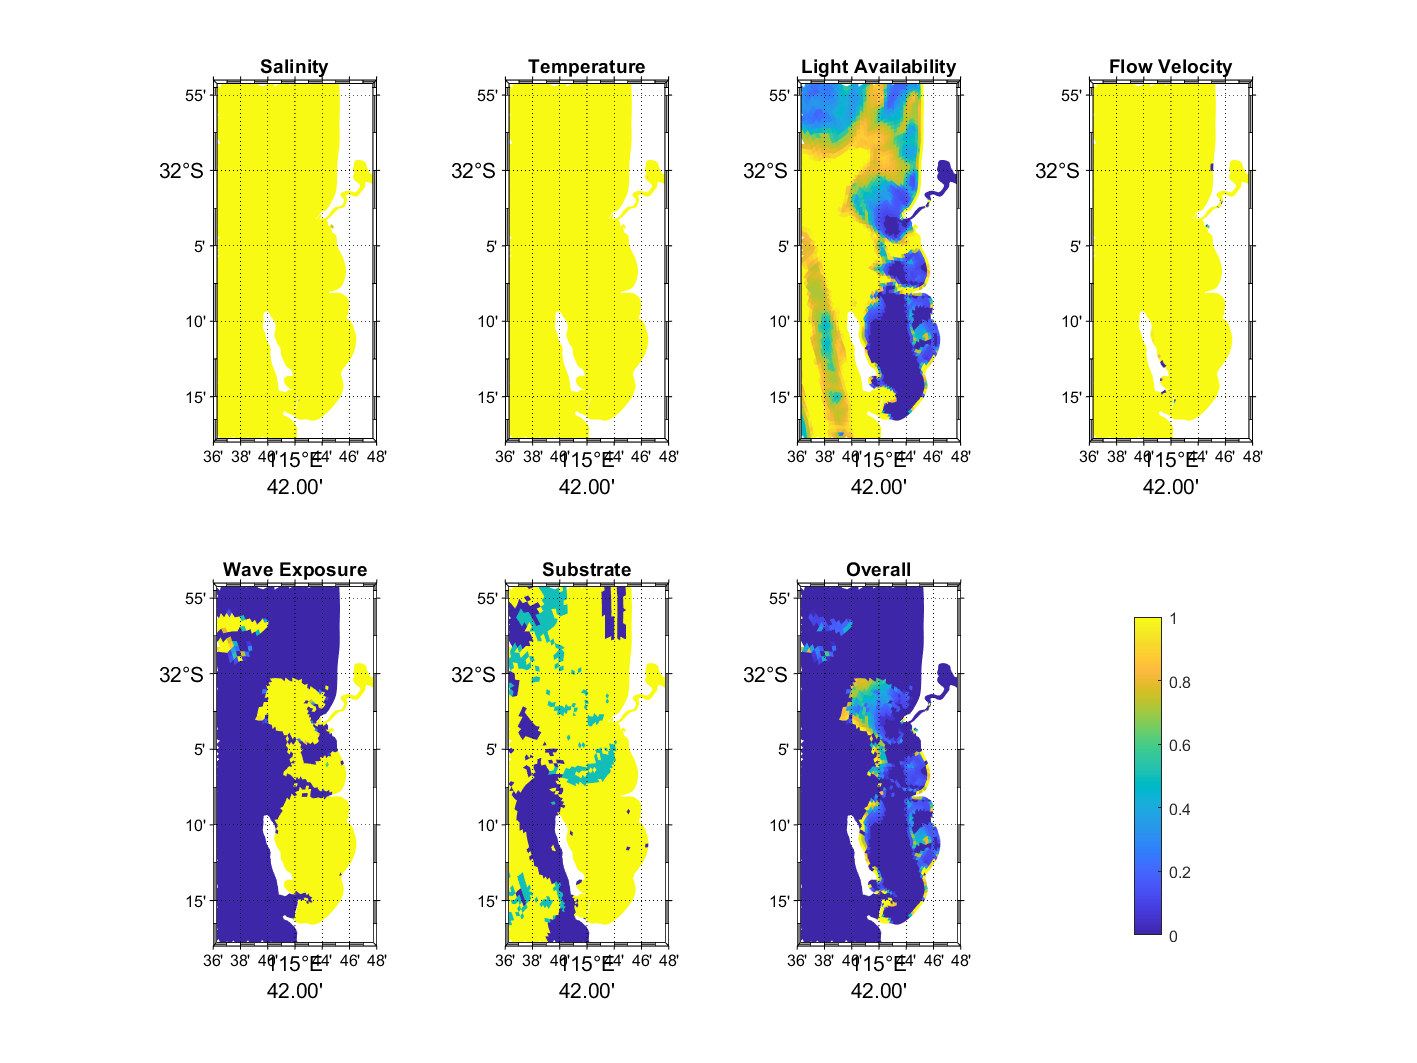 Salinity Temperature Light Availability Flow Velocity
55' 55' 55' 55'
32°S 32°S 32°S 32°S
5' 5' 5' 5'
10' 10' 10' 10'
15' 15' 15' 15'
36' 38' 40' 115°E 44' 46' 48' 36' 38' 40' 115°E 44' 46' 48' 36' 38' 40' 115°E 44' 46' 48' 36' 38' 40' 115°E 44' 46' 48'
42.00' 42.00' 42.00' 42.00'
Wave Exposure Substrate Overall
55' 55' 55' 1
32°S 32°S 32°S 0.8
5' 5' 5' 0.6
10' 10' 10' 0.4
15' 15' 15' 0.2
0
36' 38' 40' 115°E 44' 46' 48' 36' 38' 40' 115°E 44' 46' 48' 36' 38' 40' 115°E 44' 46' 48'
42.00' 42.00' 42.00'